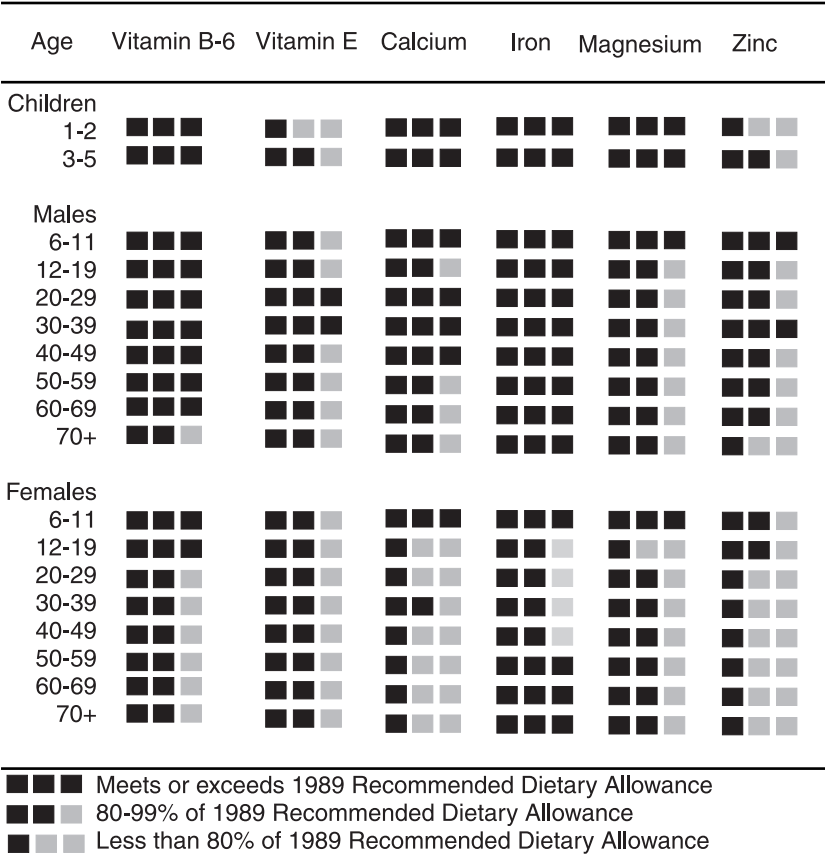 Age Vitamin B-6 Vitamin E Calcium Iron Magnesium Zinc
Children
1-2
3-5
Males
6-11
12-19
20-29
30-39
40-49
50-59
60-69
70+
Females
6-11
12-19
20-29
30-39
40-49
50-59
60-69
70+
Meets or exceeds 1989 Recommended Dietary Allowance
80-99% of 1989 Recommended Dietary Allowance
Less than 80% of 1989 Recommended Dietary Allowance